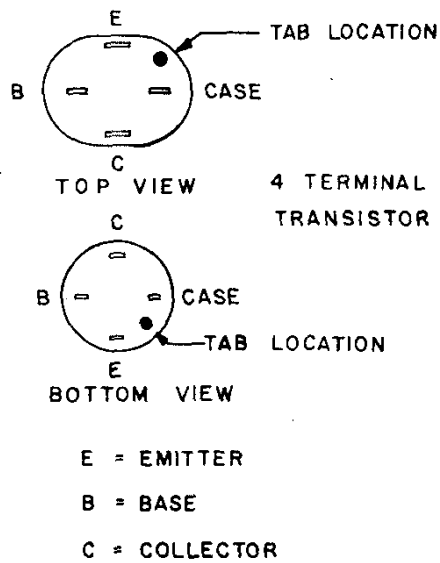 E
TAB LOCATION
B
CASE
C
TOP VIEW
4 TERMINAL
TRANSISTOR
C
B
CASE
TAB LOCATION
E
BOTTOM VIEW
E = EMITTER
B = BASE
C = COLLECTOR